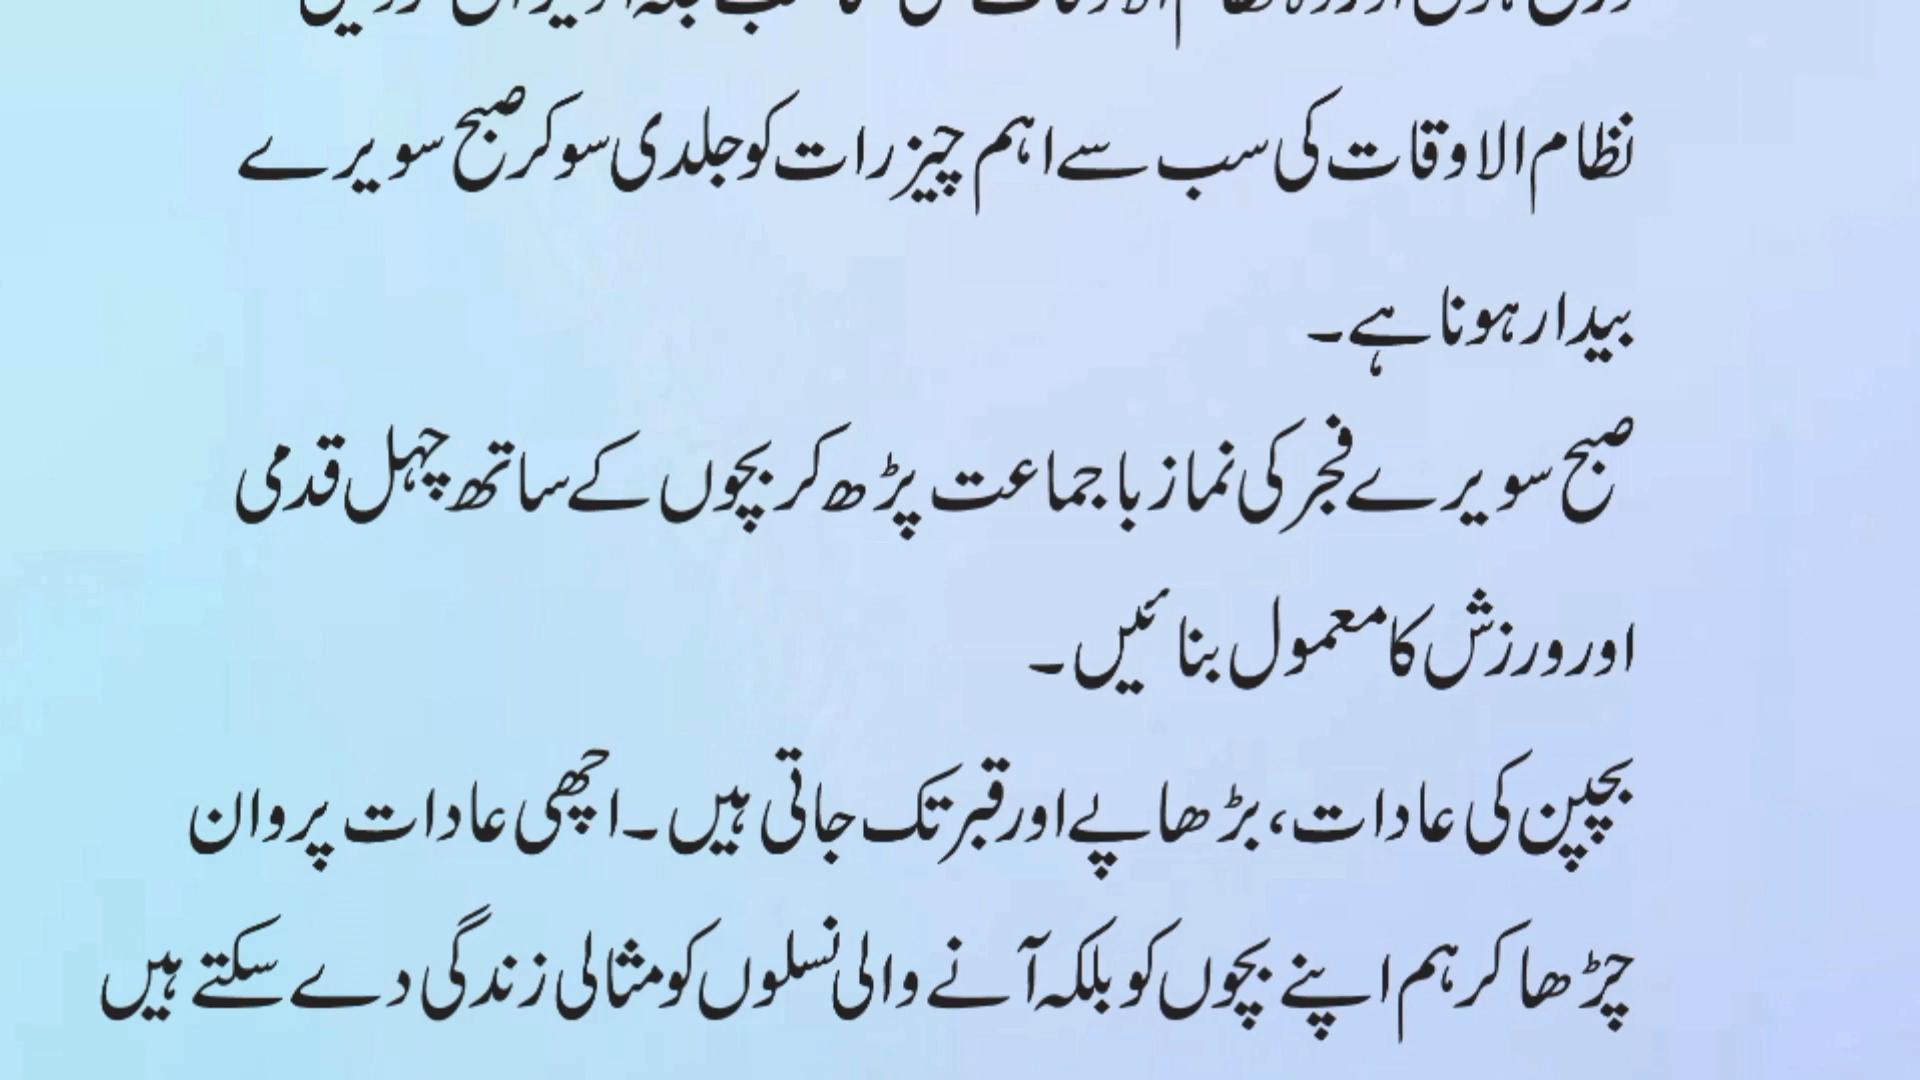 نظام الاوقات کی سب سے اہم چیز رات کو جلدی سو کر صبح سویرے
بیدار ہونا ہے۔
صبح سویرے فجر کی نماز باجماعت پڑھ کر بچوں کے ساتھ چہل قدمی
اور ورزش کا معمول بنائیں۔
بچپن کی عادات، بڑھاپے اور قبر تک جاتی ہیں۔ اچھی عادات پروان
چڑھا کر ہم اپنے بچوں کو بلکہ آنے والی نسلوں کو مثالی زندگی دے سکتے ہیں